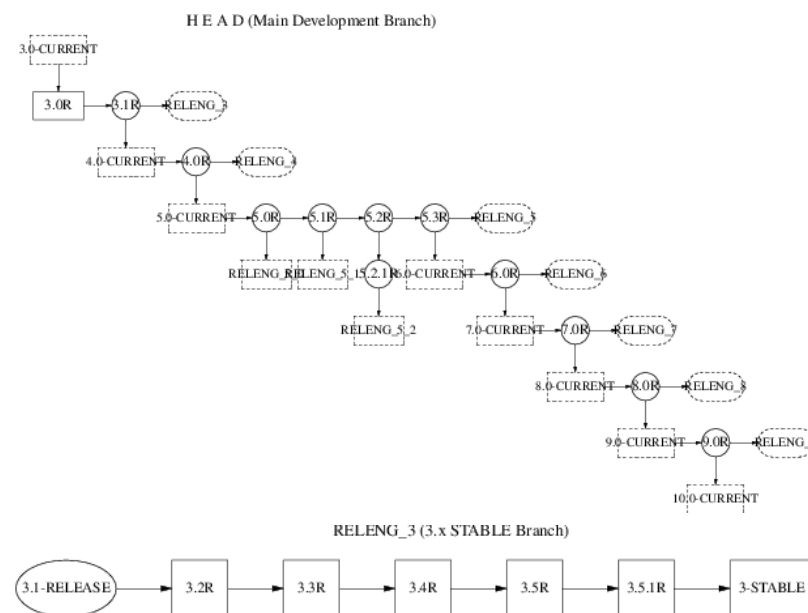 H E A D (Main Development Branch)
3.0-CURRENT
3.0R 3.1R RELENG_3
4.0-CURRENT 4.0R RELENG_4
5.0-CURRENT 5.0R 5.1R 5.2R 5.3R RELENG_5
RELENG_5_1 5.2.1R 6.0-CURRENT 6.0R RELENG_6
RELENG_5_2 7.0-CURRENT 7.0R RELENG_7
8.0-CURRENT 8.0R RELENG_8
9.0-CURRENT 9.0R RELENG_
10.0-CURRENT
RELENG_3 (3.x STABLE Branch)
3.1-RELEASE 3.2R 3.3R 3.4R 3.5R 3.5.1R 3-STABLE